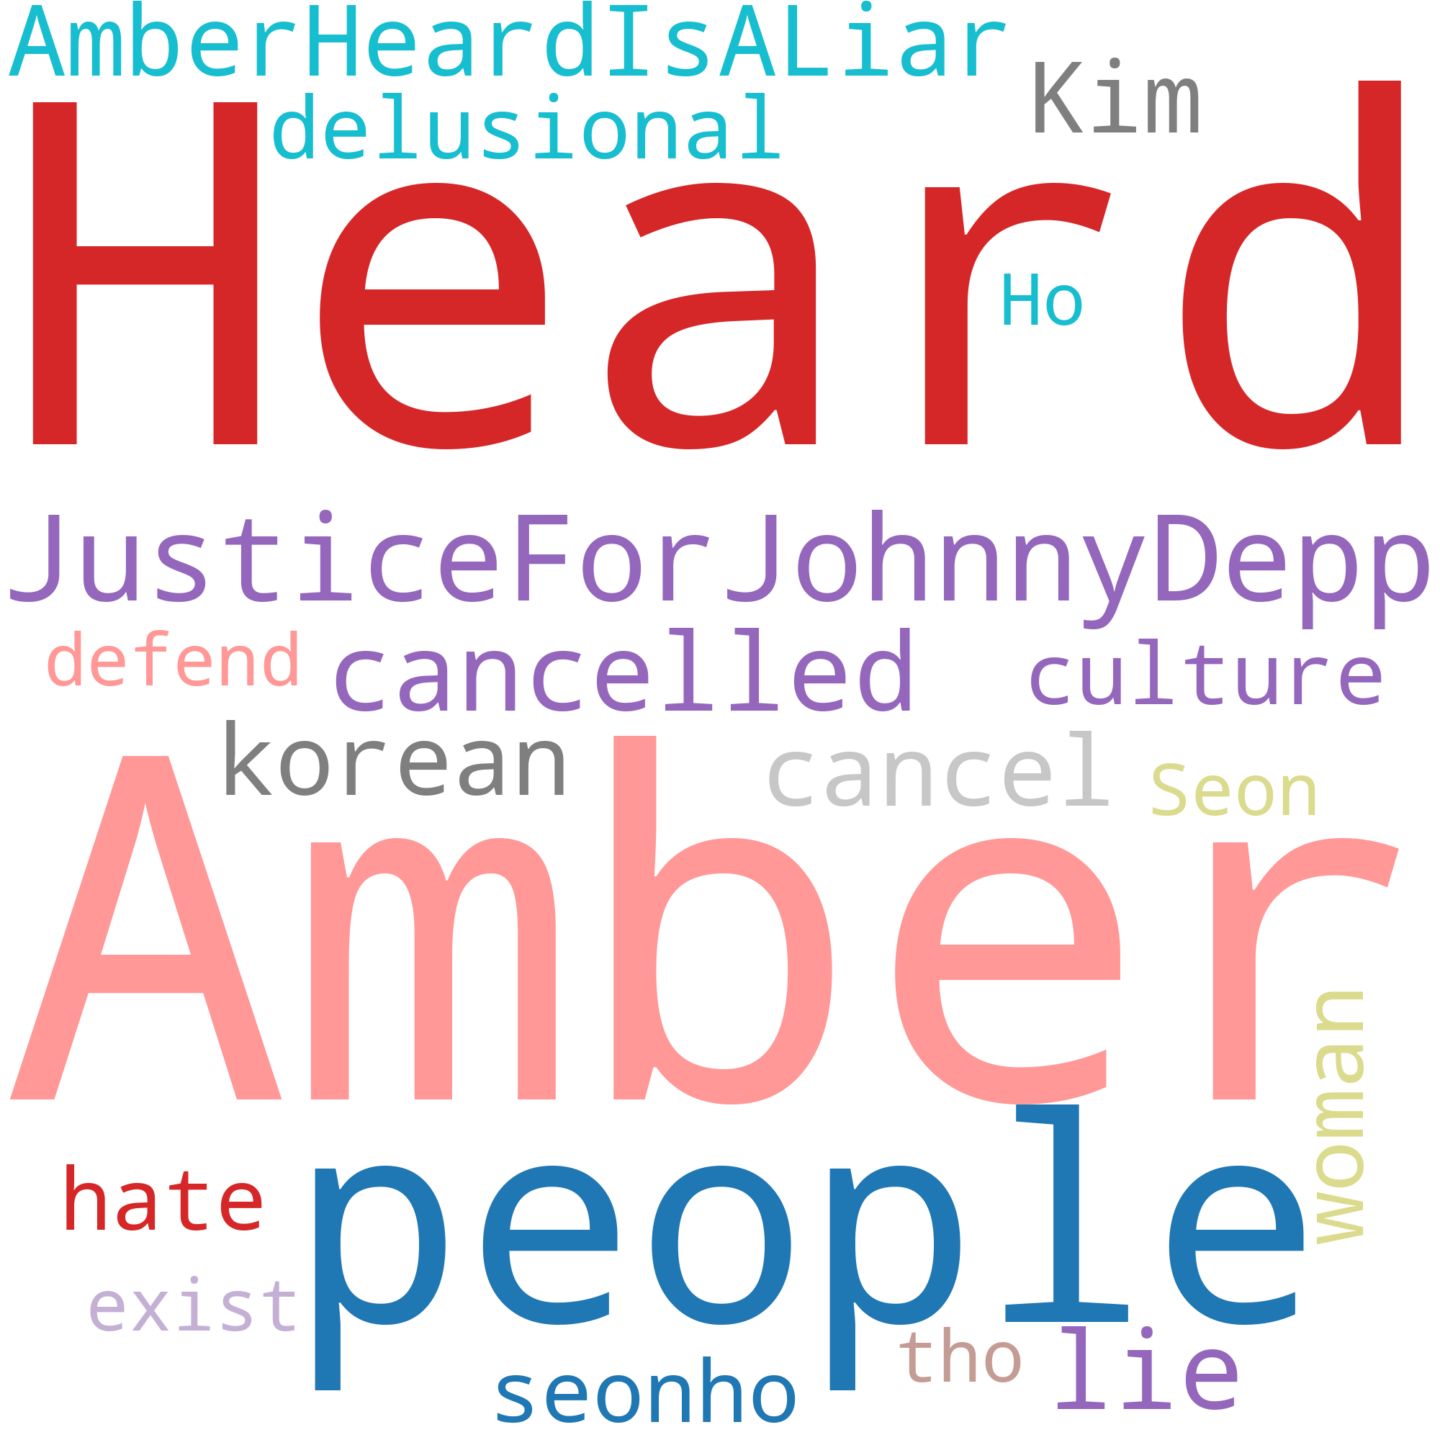 AmberHeardIsALiar
Kim
delusional
Heard
Ho
JusticeForJohnnyDepp
defend
cancelled
culture
korean
cancel
Seon
Amber
woman
people
hate
exist
tho
lie
seonho